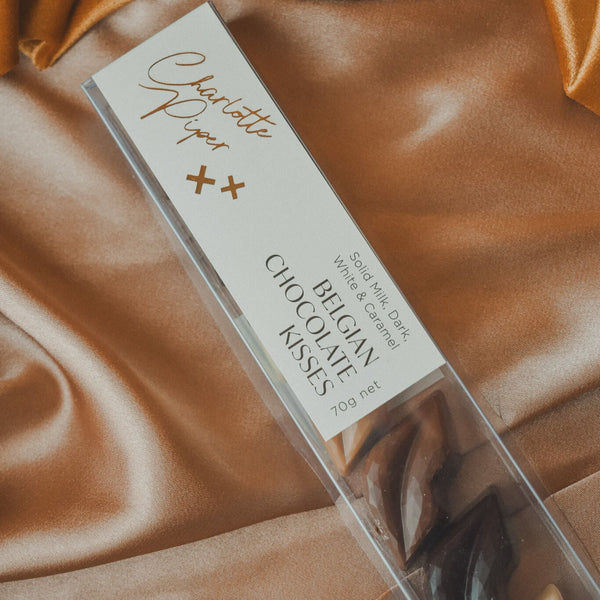 Charlotte
Piper
Solid Milk, Dark,
White & Caramel
BELGIAN
CHOCOLATE
KISSES
70g net